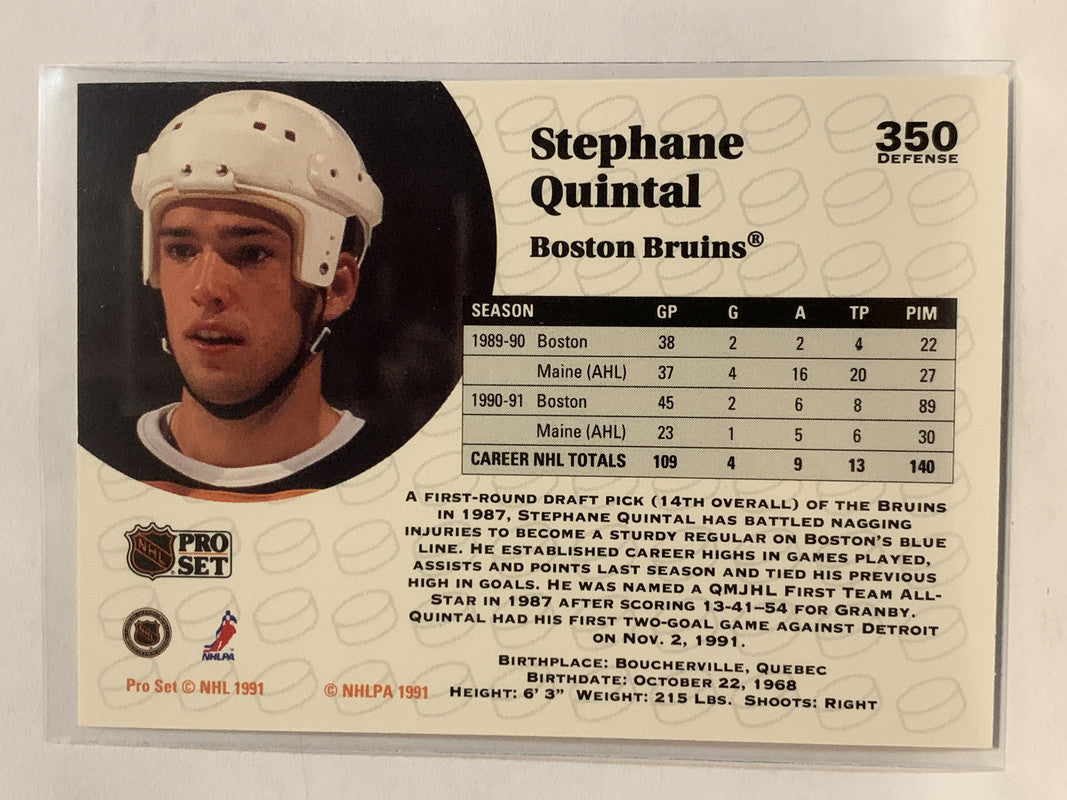 Stephane
Quintal
Boston Bruins®
350
DEFENSE
SEASON GP G A TP PIM
1989-90 Boston 38 2 2 4 22
Maine (AHL) 37 4 16 20 27
1990-91 Boston 45 2 6 8 89
Maine (AHL) 23 1 5 6 30
CAREER NHL TOTALS 109 4 9 13 140
A FIRST-ROUND DRAFT PICK (14TH OVERALL) OF THE BRUINS
IN 1987, STEPHANE QUINTAL HAS BATTLED NAGGING
INJURIES TO BECOME A STURDY REGULAR ON BOSTON'S BLUE
LINE. HE ESTABLISHED CAREER HIGHS IN GAMES PLAYED,
ASSISTS AND POINTS LAST SEASON AND TIED HIS PREVIOUS
HIGH IN GOALS. HE WAS NAMED A QMJHL FIRST TEAM ALL-
STAR IN 1987 AFTER SCORING 13-41–54 FOR GRANBY.
QUINTAL HAD HIS FIRST TWO-GOAL GAME AGAINST DETROIT
ON NOV. 2, 1991.
BIRTHPLACE: BOUCHERVILLE, QUEBEC
BIRTHDATE: OCTOBER 22, 1968
HEIGHT: 6' 3" WEIGHT: 215 LBS. SHOOTS: RIGHT
NHL PRO
SET
NHLPA
Pro Set © NHL 1991 © NHLPA 1991